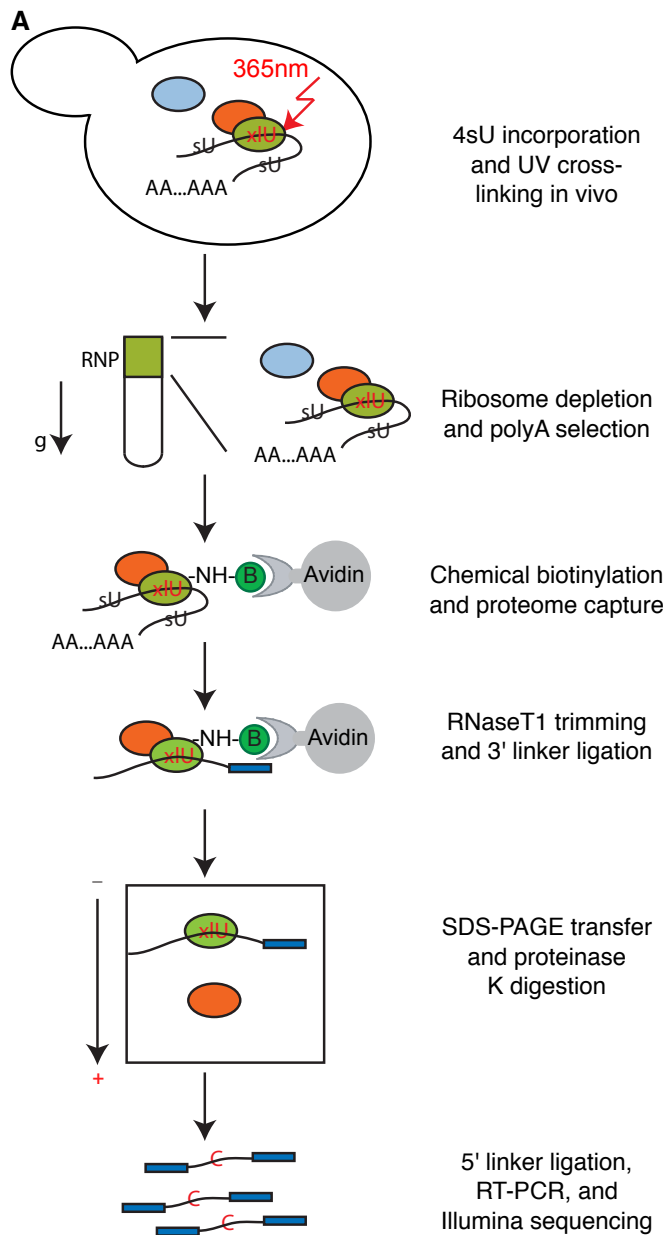 A
365nm
xlU
sU
sU
AA...AAA
4sU incorporation
and UV cross-
linking in vivo
RNP
g
xlU
sU
sU
AA...AAA
Ribosome depletion
and polyA selection
xlU
-NH-
B
Avidin
sU
sU
AA...AAA
Chemical biotinylation
and proteome capture
xlU
-NH-
B
Avidin
RNaseT1 trimming
and 3' linker ligation
–
xlU
+
SDS-PAGE transfer
and proteinase
K digestion
C
C
C
5' linker ligation,
RT-PCR, and
Illumina sequencing